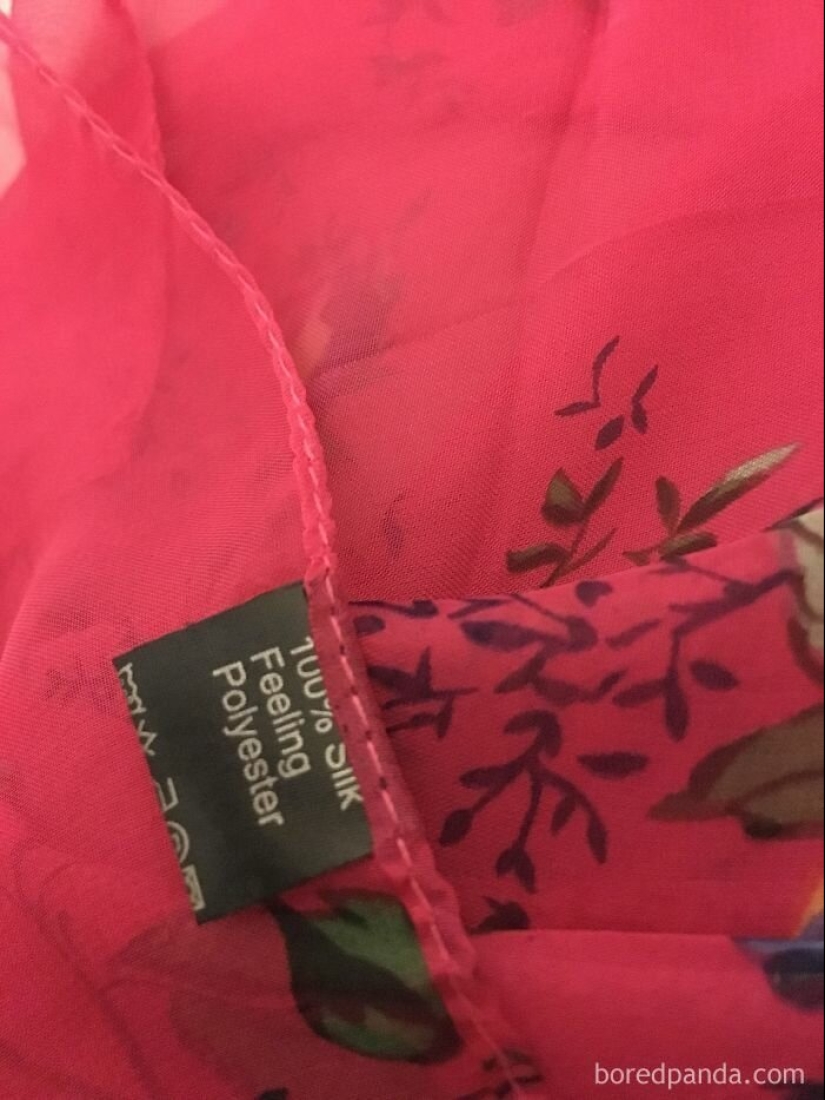 100% Silk
Feeling
Polyester
boredpanda.com